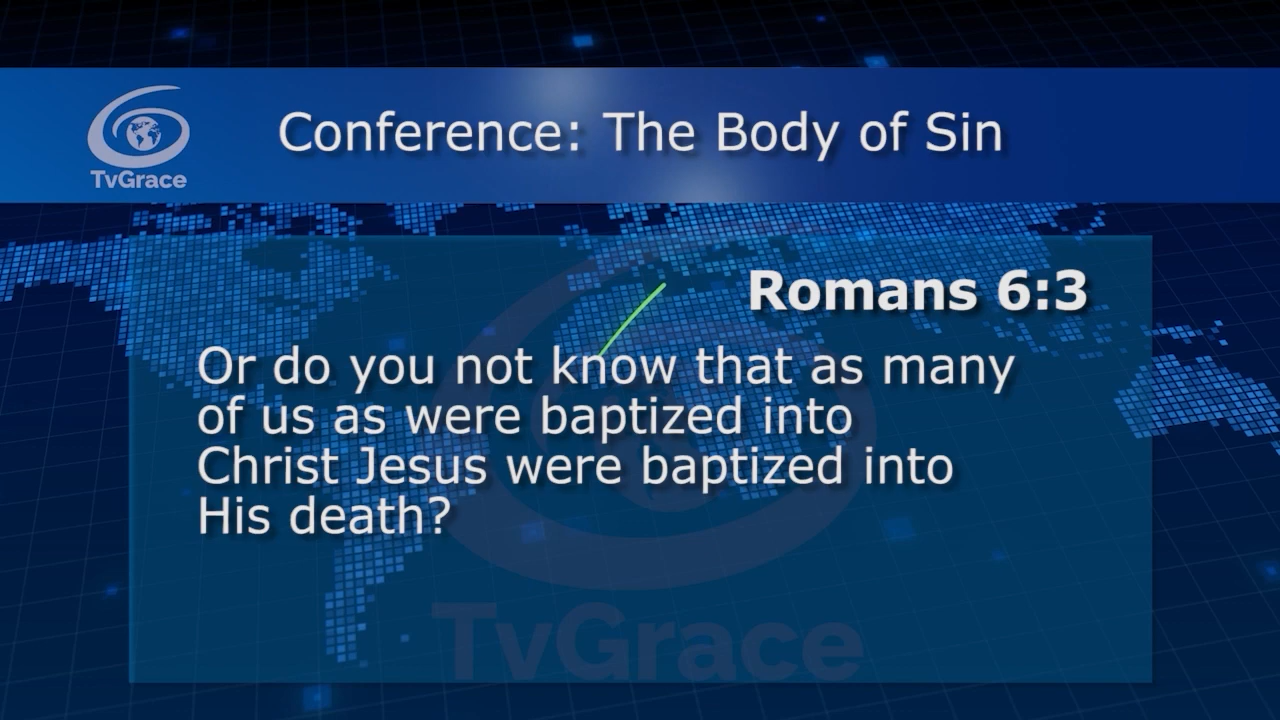 TvGrace
Conference: The Body of Sin
Romans 6:3
Or do you not know that as many
of us as were baptized into
Christ Jesus were baptized into
His death?
TvGrace